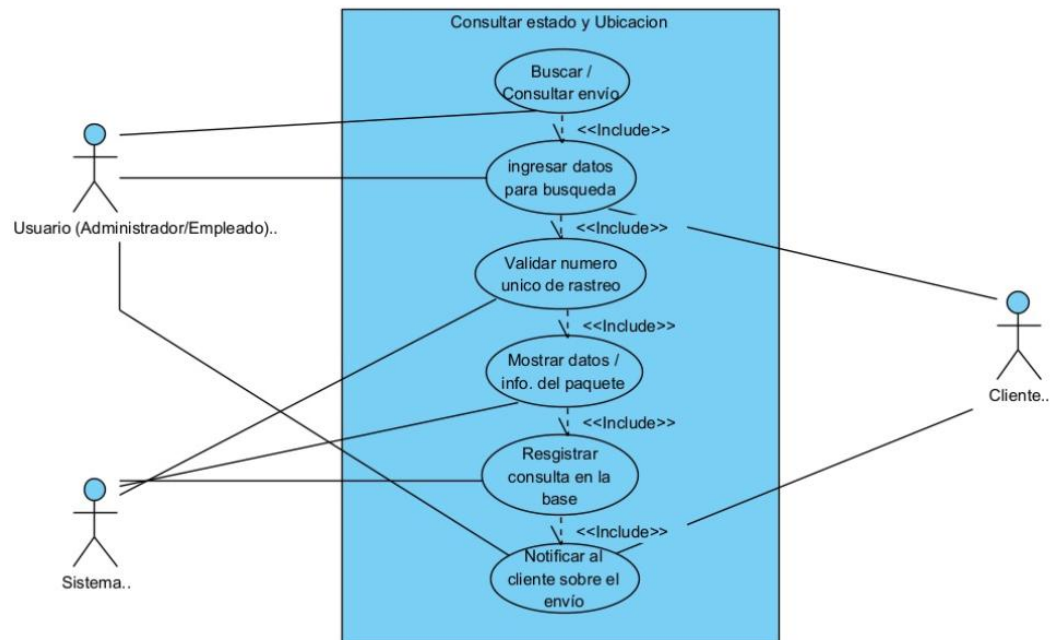 Consultar estado y Ubicacion
Buscar /
Consultar envío
<<Include>>
ingresar datos
para busqueda
Usuario (Administrador/Empleado)..
<<Include>>
Validar numero
unico de rastreo
<<Include>>
Mostrar datos /
info. del paquete
Cliente..
<<Include>>
Resgistrar
consulta en la
base
<<Include>>
Notificar al
cliente sobre el
envío
Sistema..